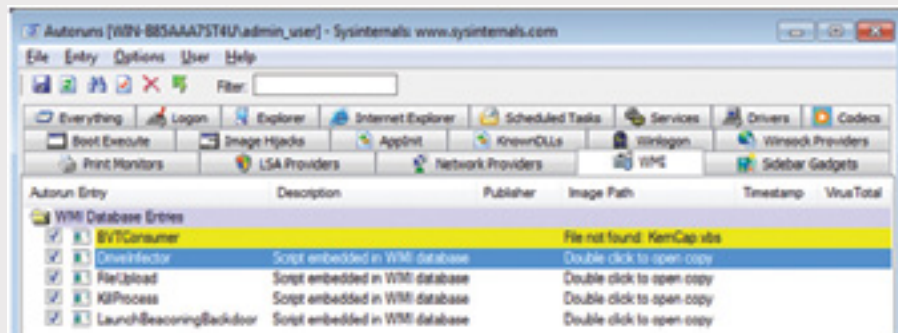 Autoruns [WIN-885AAA7ST4U\admin_user] - Sysinternals: www.sysinternals.com
File Entry Options User Help
Filter:
Everything Logon Explorer Internet Explorer Scheduled Tasks Services Drivers Codecs
Boot Execute Image Hijacks AppInit KnownDLLs Winlogon Winsock Providers
Print Monitors LSA Providers Network Providers WMI Sidebar Gadgets
Autorun Entry Description Publisher Image Path Timestamp VirusTotal
WMI Database Entries
BVTConsumer File not found: KernCap.vbs
DriveInfector Script embedded in WMI database Double click to open copy
FileUpload Script embedded in WMI database Double click to open copy
KillProcess Script embedded in WMI database Double click to open copy
LaunchBeaconingBackdoor Script embedded in WMI database Double click to open copy